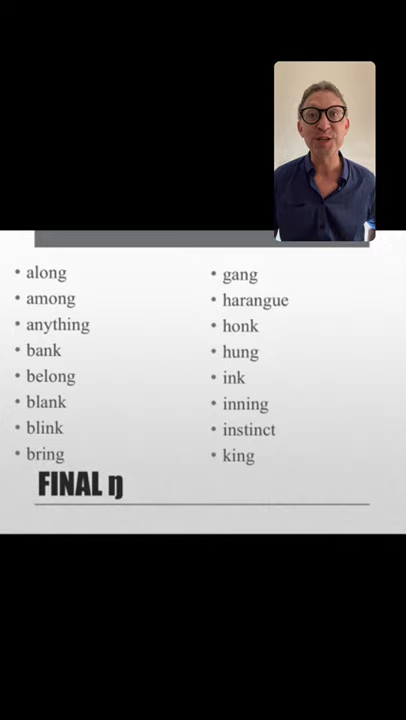 • along
• among
• anything
• bank
• belong
• blank
• blink
• bring
• gang
• harangue
• honk
• hung
• ink
• inning
• instinct
• king
FINAL ŋ